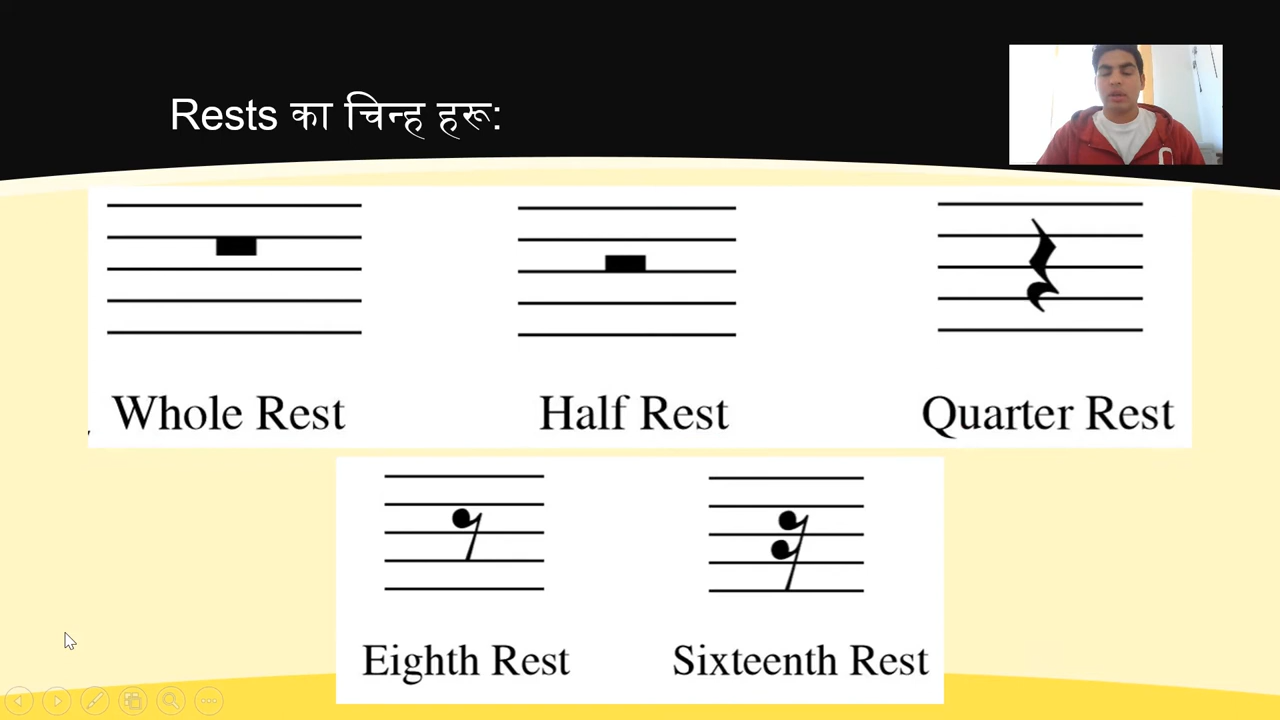 Rests का चिन्ह हरू:
Whole Rest
Half Rest
Quarter Rest
Eighth Rest
Sixteenth Rest